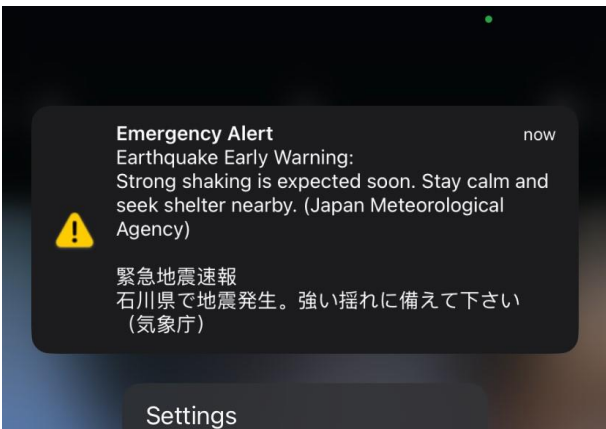 Emergency Alert now
Earthquake Early Warning:
Strong shaking is expected soon. Stay calm and
seek shelter nearby. (Japan Meteorological
Agency)
緊急地震速報
石川県で地震発生。強い揺れに備えて下さい
（気象庁）
Settings